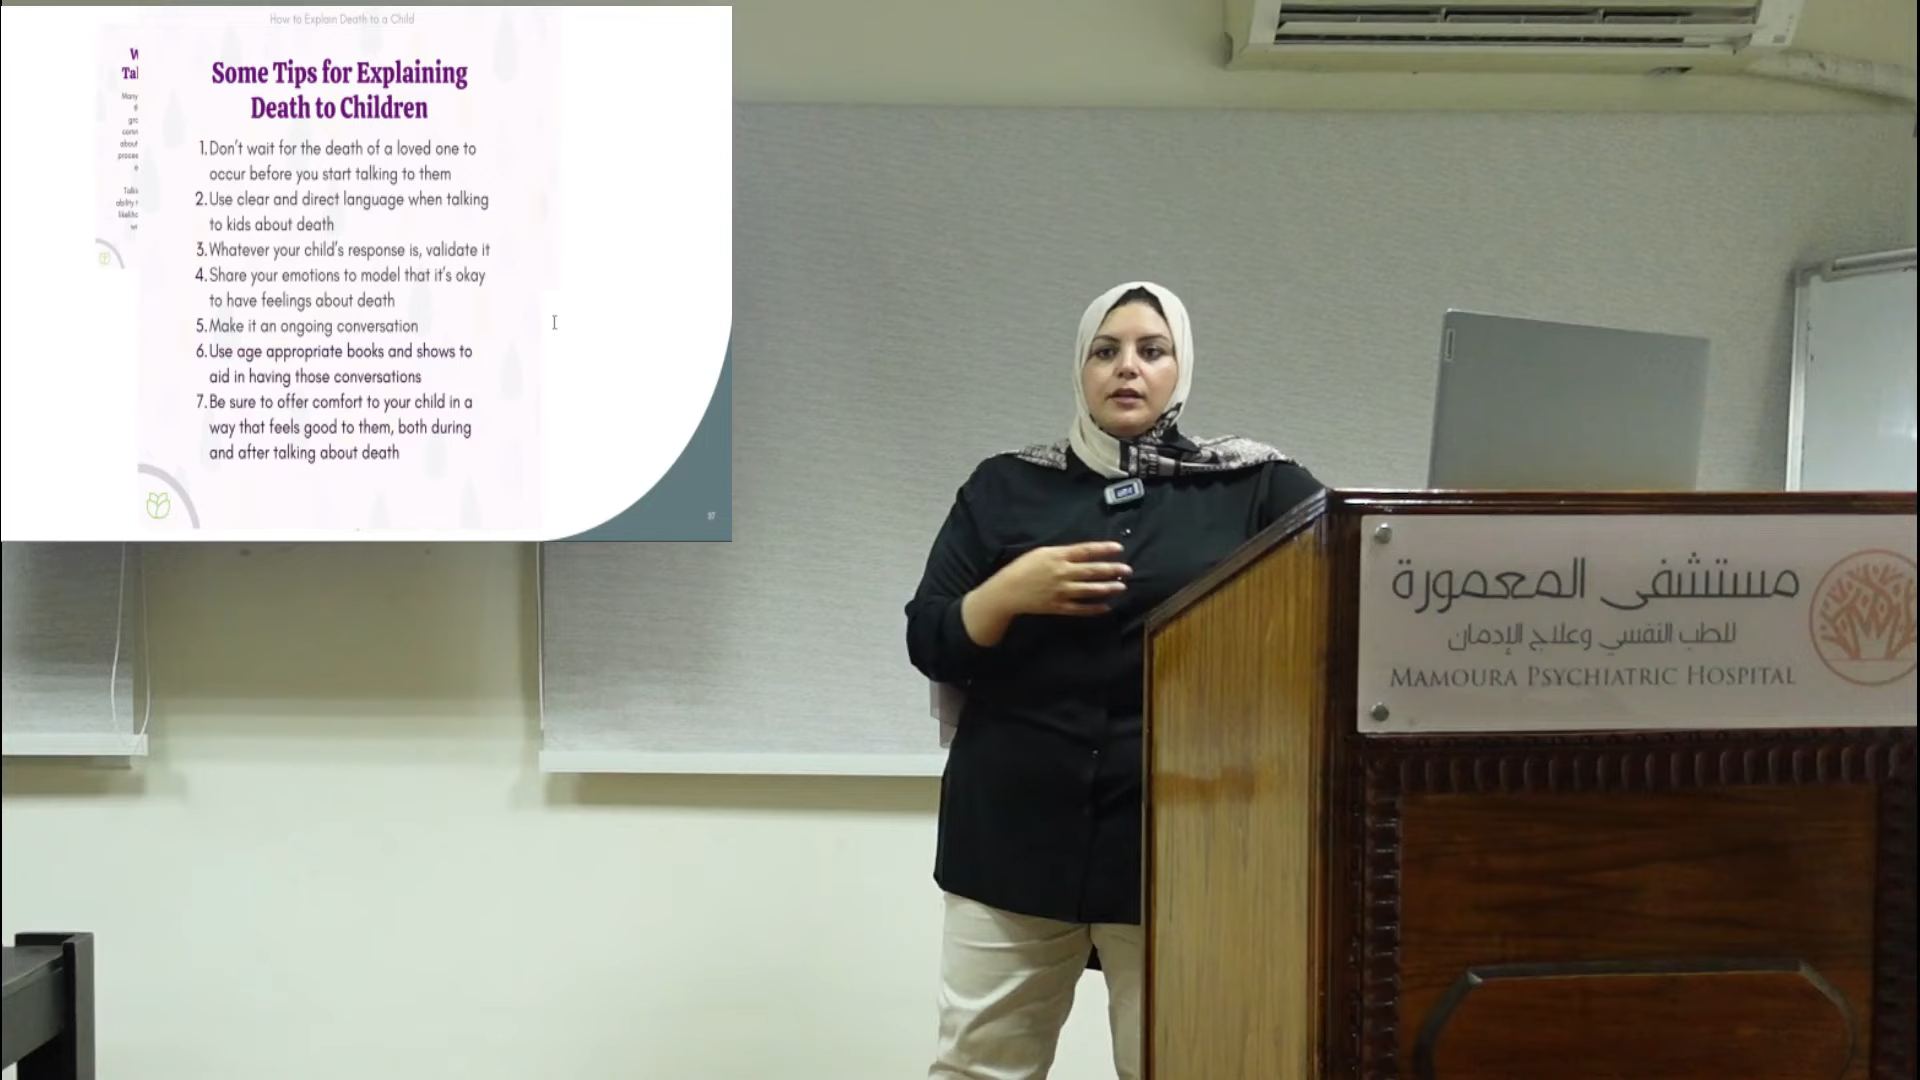 How to Explain Death to a Child
Some Tips for Explaining
Death to Children
1.Don't wait for the death of a loved one to
occur before you start talking to them
2.Use clear and direct language when talking
to kids about death
3.Whatever your child's response is, validate it
4.Share your emotions to model that it's okay
to have feelings about death
5.Make it an ongoing conversation
6.Use age appropriate books and shows to
aid in having those conversations
7.Be sure to offer comfort to your child in a
way that feels good to them, both during
and after talking about death
Many
about
مستشفى المعمورة
للطب النفسي وعلاج الإدمان
MAMOURA PSYCHIATRIC HOSPITAL